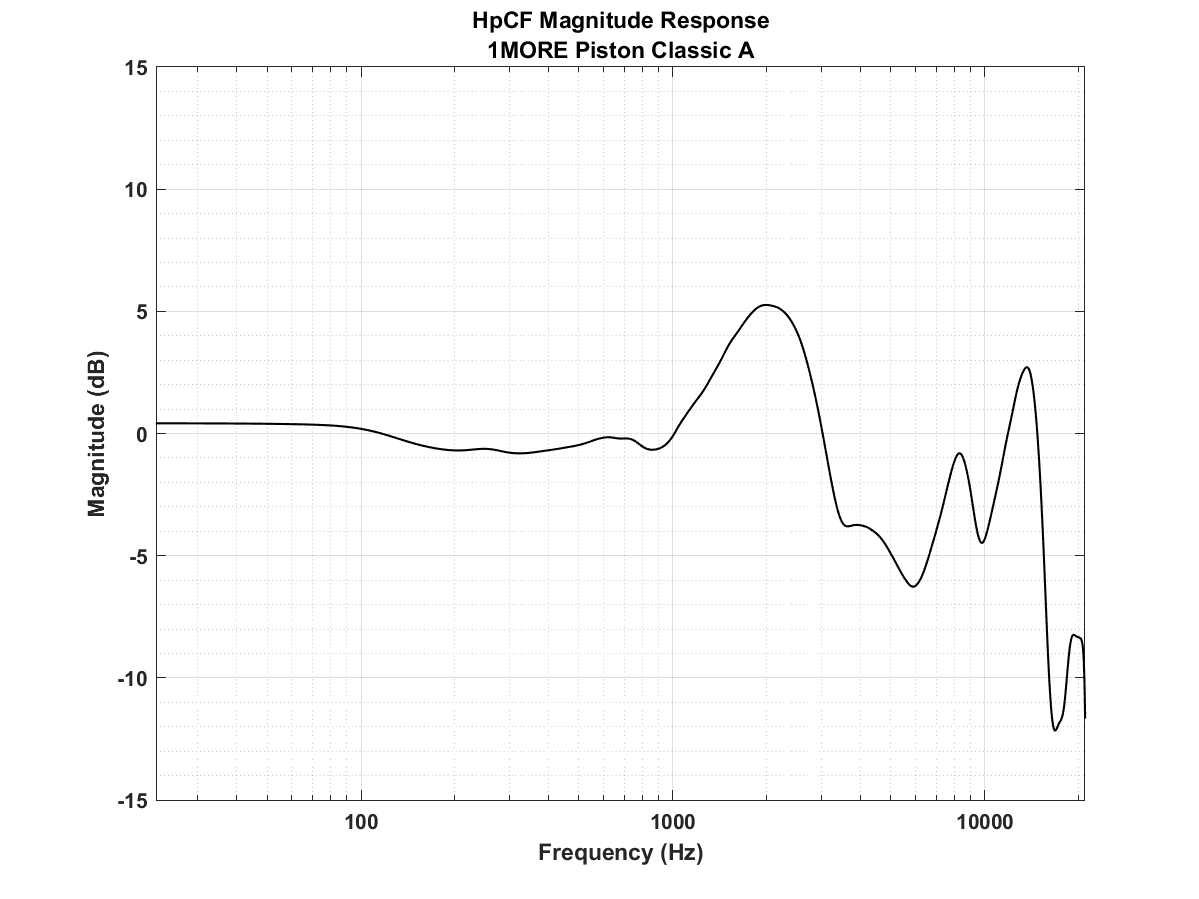 HpCF Magnitude Response
1MORE Piston Classic A
15
10
5
0
-5
-10
-15
Magnitude (dB)
100
1000
10000
Frequency (Hz)